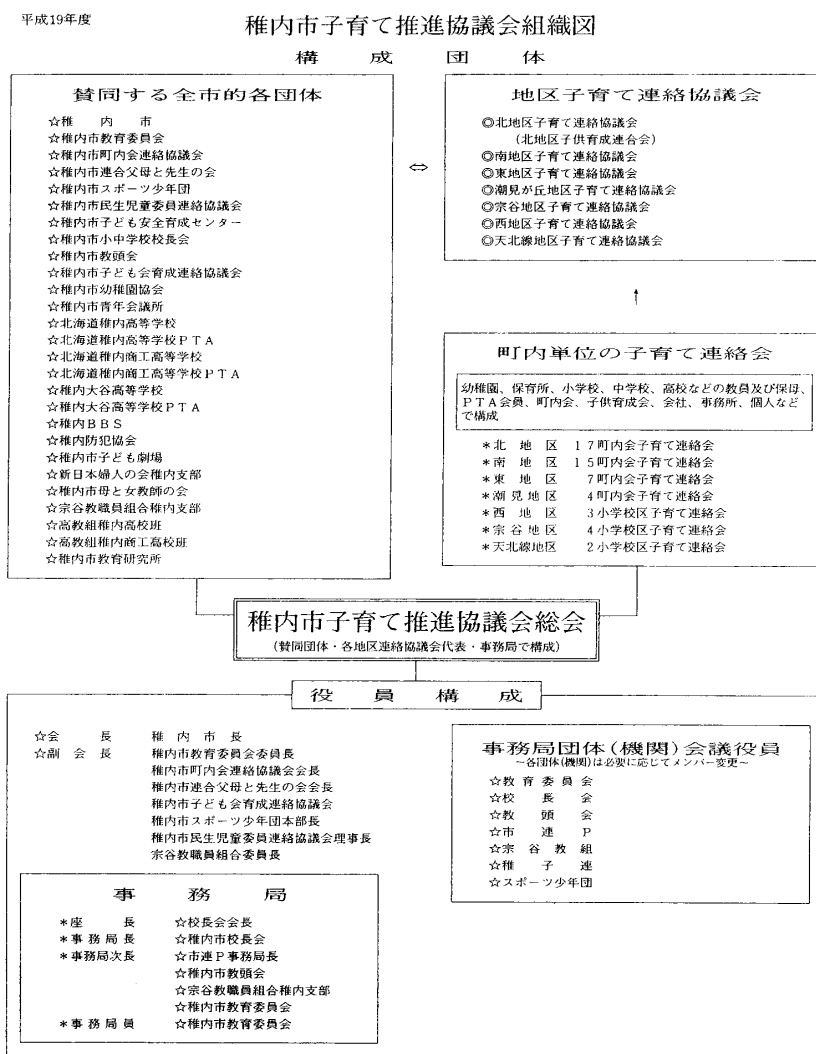 平成19年度
稚内市子育て推進協議会組織図
構成団体
賛同する全市的各団体
☆稚内市
☆稚内市教育委員会
☆稚内市町内会連絡協議会
☆稚内市連合父母と先生の会
☆稚内市スポーツ少年団
☆稚内市民生児童委員連絡協議会
☆稚内市子ども安全育成センター
☆稚内市小中学校校長会
☆稚内市教頭会
☆稚内市子ども会育成連絡協議会
☆稚内市幼稚園協会
☆稚内市青年会議所
☆北海道稚内高等学校
☆北海道稚内高等学校PTA
☆北海道稚内商工高等学校
☆北海道稚内商工高等学校PTA
☆稚内大谷高等学校
☆稚内大谷高等学校PTA
☆稚内BBS
☆稚内防犯協会
☆稚内市子ども劇場
☆新日本婦人の会稚内支部
☆稚内市母と女教師の会
☆宗谷教職員組合稚内支部
☆高教組稚内高校班
☆高教組稚内商工高校班
☆稚内市教育研究所
⇔
地区子育て連絡協議会
◎北地区子育て連絡協議会
(北地区子供育成連合会)
◎南地区子育て連絡協議会
◎東地区子育て連絡協議会
◎潮見が丘地区子育て連絡協議会
◎宗谷地区子育て連絡協議会
◎西地区子育て連絡協議会
◎天北線地区子育て連絡協議会
↑
町内単位の子育て連絡会
幼稚園、保育所、小学校、中学校、高校などの教員及び保母、
PTA会員、町内会、子供育成会、会社、事務所、個人など
で構成
*北地区 17町内会子育て連絡会
*南地区 15町内会子育て連絡会
*東地区 7町内会子育て連絡会
*潮見地区 4町内会子育て連絡会
*西地区 3小学校区子育て連絡会
*宗谷地区 4小学校区子育て連絡会
*天北線地区 2小学校区子育て連絡会
稚内市子育て推進協議会総会
(賛同団体・各地区連絡協議会代表・事務局で構成)
役員構成
☆会長 稚内市長
☆副会長 稚内市教育委員会委員長
稚内市町内会連絡協議会会長
稚内市連合父母と先生の会会長
稚内市子ども会育成連絡協議会
稚内市スポーツ少年団本部長
稚内市民生児童委員連絡協議会理事長
宗谷教職員組合委員長
事務局
*座長 ☆校長会会長
*事務局長 ☆稚内市校長会
*事務局次長 ☆市連P事務局長
☆稚内市教頭会
☆宗谷教職員組合稚内支部
☆稚内市教育委員会
*事務局員 ☆稚内市教育委員会
事務局団体(機関)会議役員
~各団体(機関)は必要に応じてメンバー変更~
☆教育委員会
☆校長会
☆教頭会
☆市連P
☆宗谷教組
☆稚子連
☆スポーツ少年団